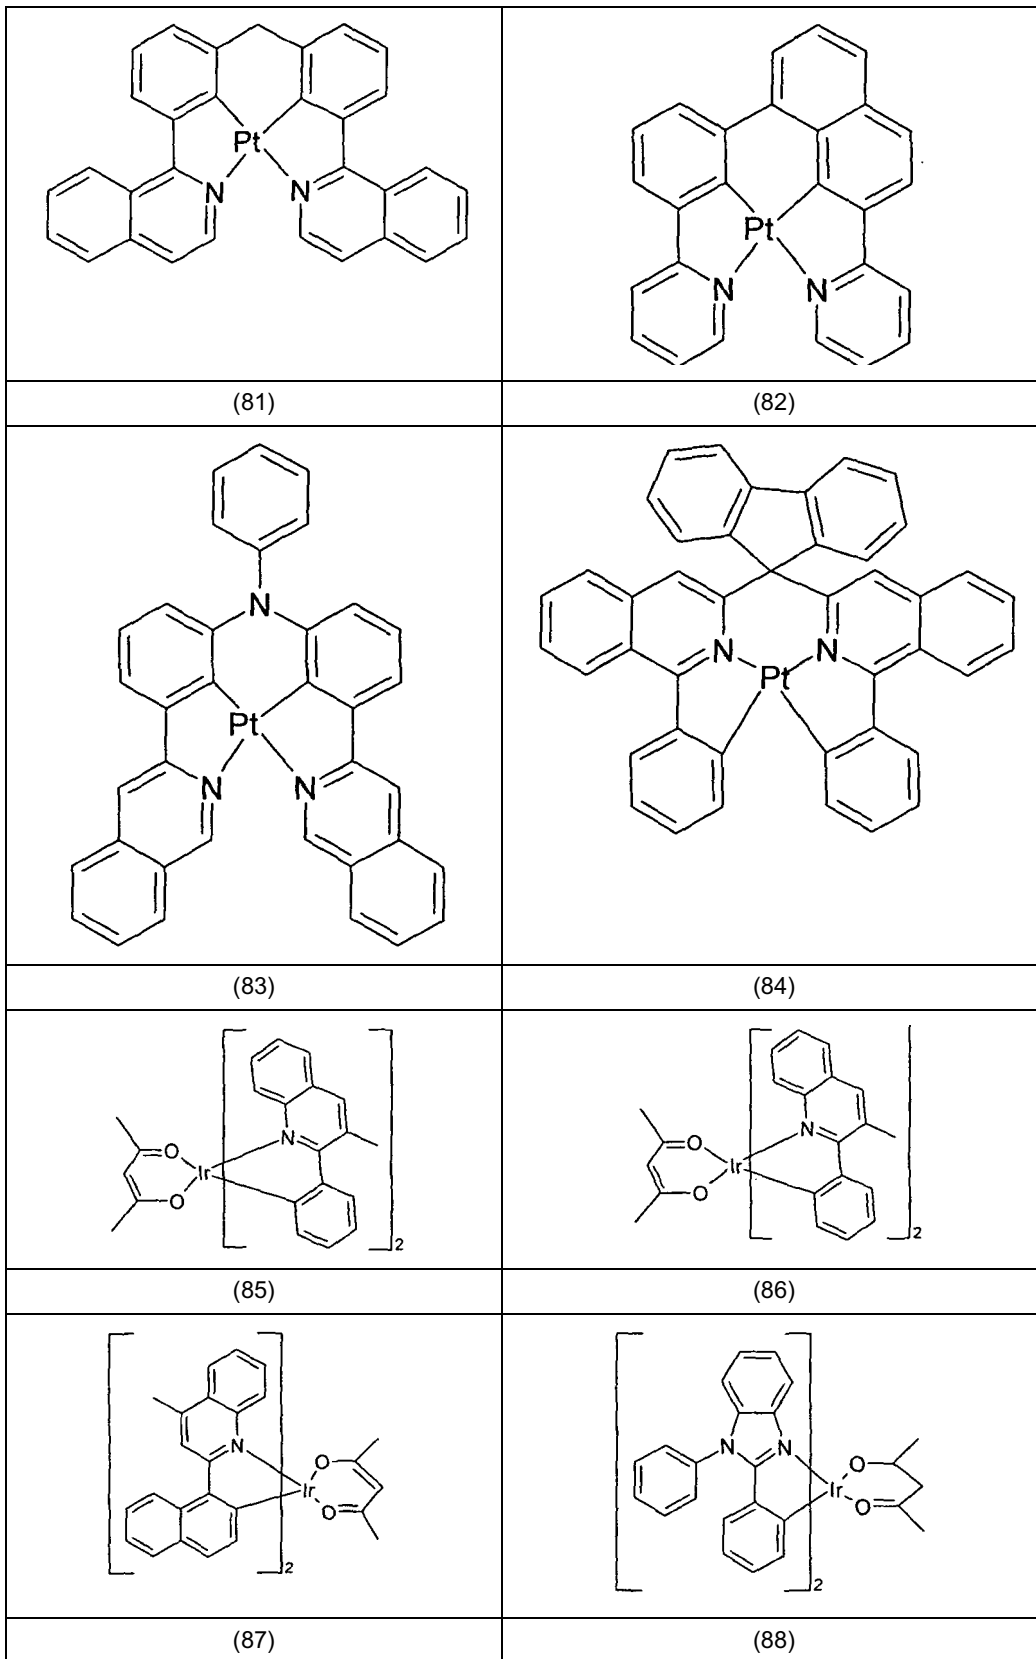 Pt
N N
(81)
Pt
N N
(82)
N
Pt
N N
(83)
N N
Pt
(84)
O Ir O N 2
(85)
O Ir O N 2
(86)
N Ir O O 2
(87)
N N Ir O O 2
(88)